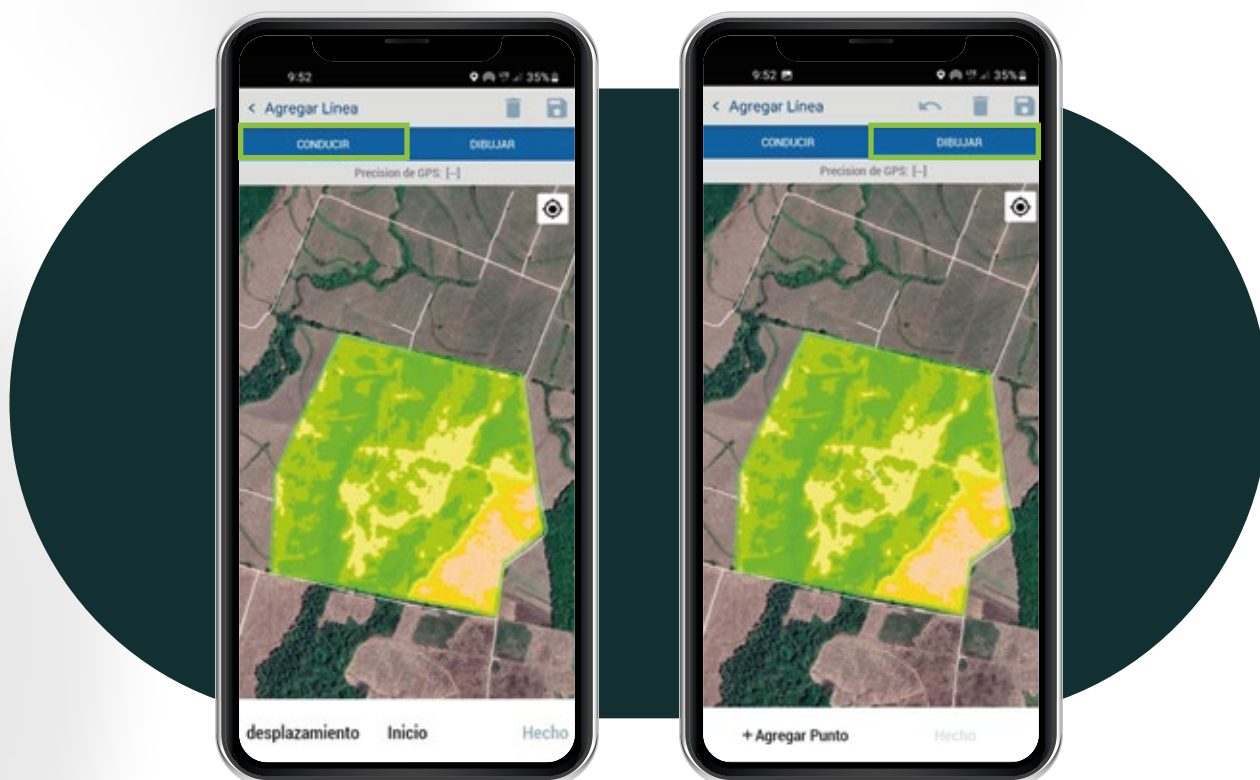 9:52 35%
< Agregar Línea
CONDUCIR DIBUJAR
Precision de GPS: [--]
desplazamiento Inicio Hecho
9:52 35%
< Agregar Línea
CONDUCIR DIBUJAR
Precision de GPS: [--]
+ Agregar Punto Hecho